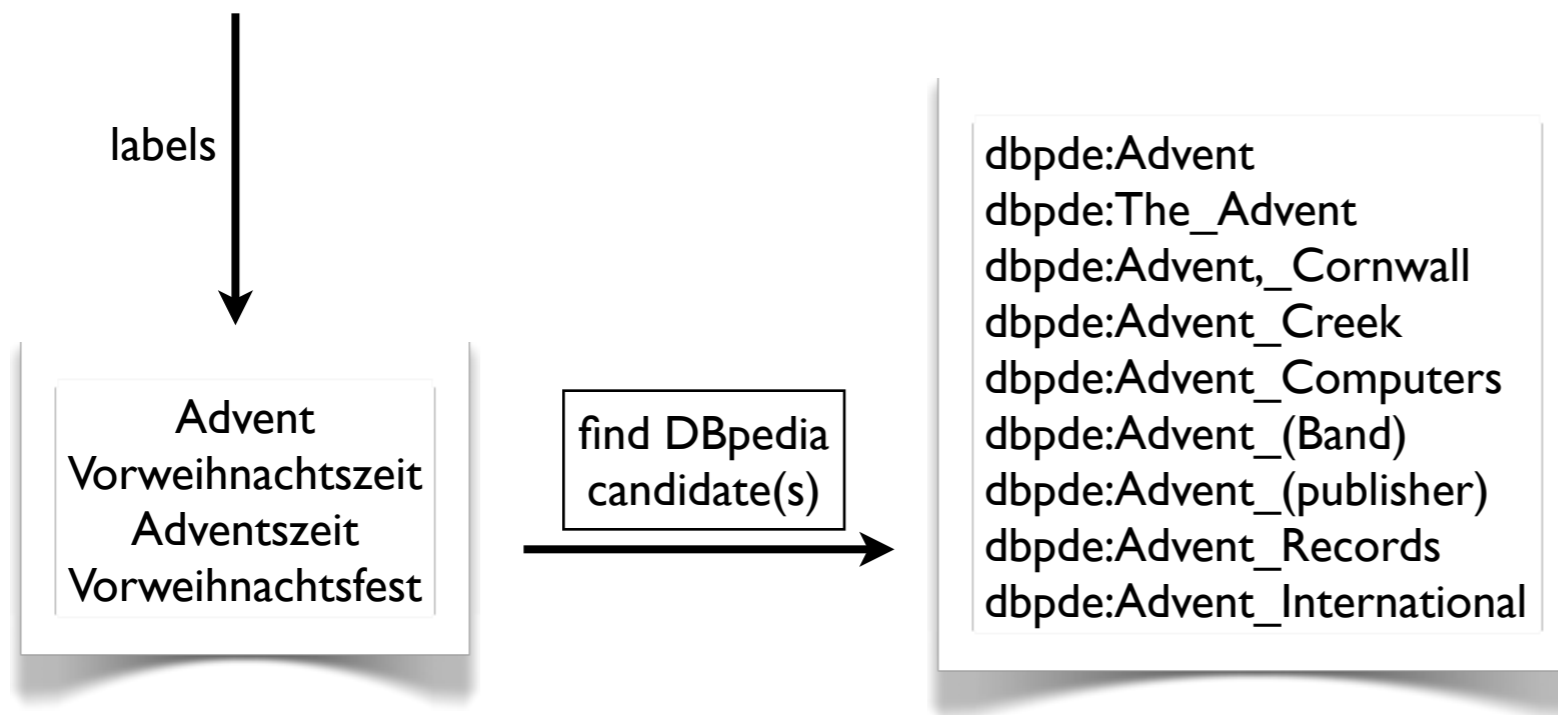 labels
Advent
Vorweihnachtszeit
Adventszeit
Vorweihnachtsfest
find DBpedia
candidate(s)
dbpde:Advent
dbpde:The_Advent
dbpde:Advent,_Cornwall
dbpde:Advent_Creek
dbpde:Advent_Computers
dbpde:Advent_(Band)
dbpde:Advent_(publisher)
dbpde:Advent_Records
dbpde:Advent_International